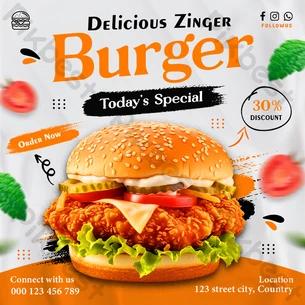 Delicious Zinger
FOLLOW US
Burger
Today's Special
30%
DISCOUNT
Order Now
Connect with us
000 123 456 789
Location
123 street city, Country